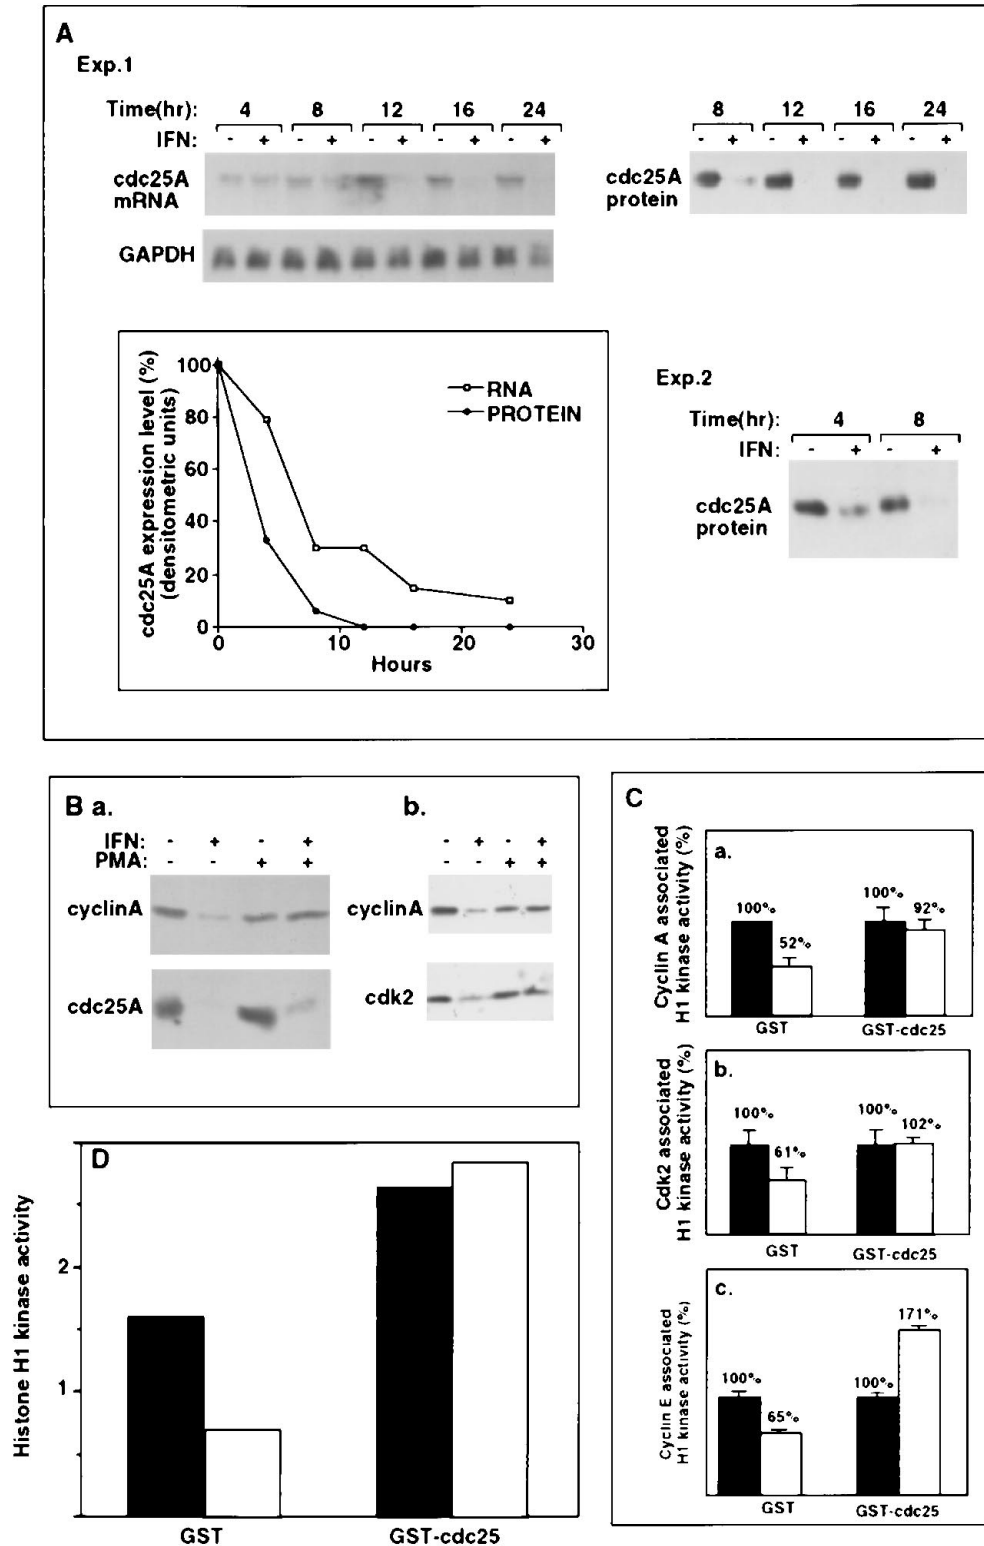 A
Exp.1
Time(hr): 4 8 12 16 24
IFN: - + - + - + - + - +
cdc25A
mRNA
GAPDH
8 12 16 24
- + - + - + - +
cdc25A
protein
cdc25A expression level (%)
(densitometric units)
100
80
60
40
20
0
0 10 20 30
Hours
RNA
PROTEIN
Exp.2
Time(hr): 4 8
IFN: - + - +
cdc25A
protein
B a.
IFN: - + - +
PMA: - - + +
cyclinA
cdc25A
b.
- + - +
- - + +
cyclinA
cdk2
C
a.
Cyclin A associated
H1 kinase activity (%)
100%
52%
100%
92%
GST
GST-cdc25
b.
Cdk2 associated
H1 kinase activity (%)
100%
61%
100%
102%
GST
GST-cdc25
c.
Cyclin E associated
H1 kinase activity (%)
100%
65%
100%
171%
GST
GST-cdc25
D
Histone H1 kinase activity
2
1
GST
GST-cdc25